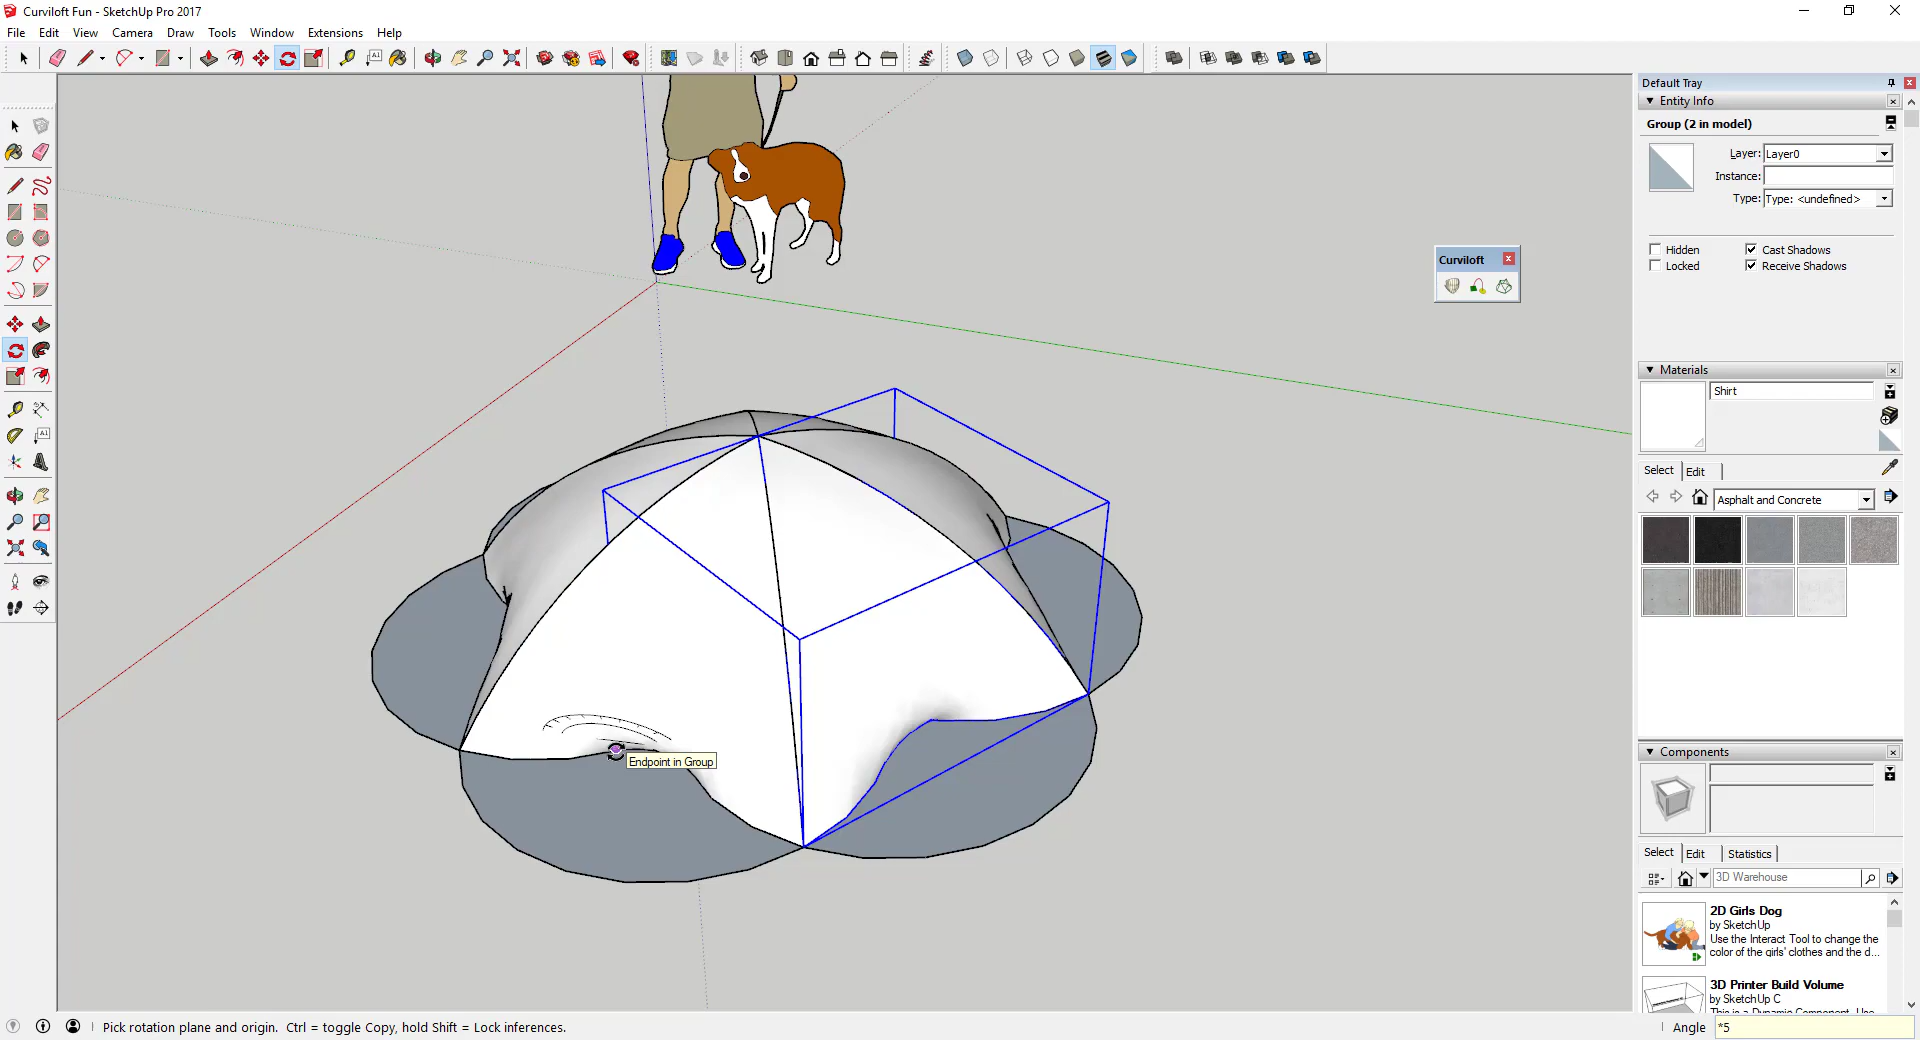 Curviloft Fun - SketchUp Pro 2017
File Edit View Camera Draw Tools Window Extensions Help
Default Tray
Entity Info
Group (2 in model)
Layer: Layer0
Instance:
Type: Type: <undefined>
Hidden Cast Shadows
Locked Receive Shadows
Curviloft
Materials
Shirt
Select Edit
Asphalt and Concrete
Endpoint in Group
Components
Select Edit Statistics
3D Warehouse
2D Girls Dog
by SketchUp
Use the Interact Tool to change the
color of the girls' clothes and the d...
3D Printer Build Volume
by SketchUp C
Pick rotation plane and origin. Ctrl = toggle Copy, hold Shift = Lock inferences.
Angle *5